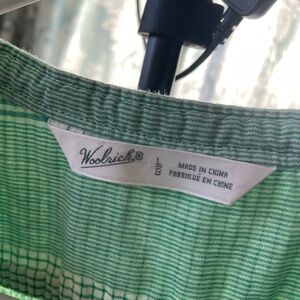 Woolrich®
L
G
MADE IN CHINA
FABRIQUÉ EN CHINE